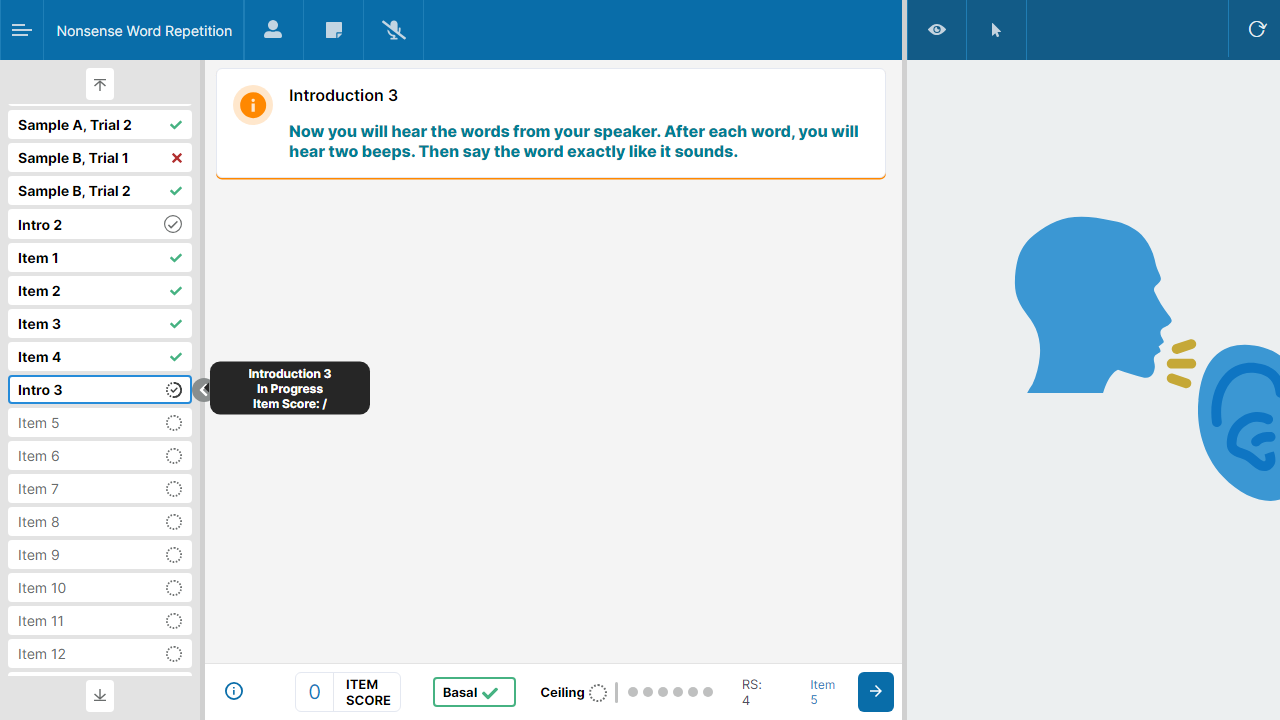 Nonsense Word Repetition
Sample A, Trial 2
Sample B, Trial 1
Sample B, Trial 2
Intro 2
Item 1
Item 2
Item 3
Item 4
Intro 3
Item 5
Item 6
Item 7
Item 8
Item 9
Item 10
Item 11
Item 12
Introduction 3
Now you will hear the words from your speaker. After each word, you will
hear two beeps. Then say the word exactly like it sounds.
Introduction 3
In Progress
Item Score: /
0
ITEM
SCORE
Basal
Ceiling
RS:
4
Item
5